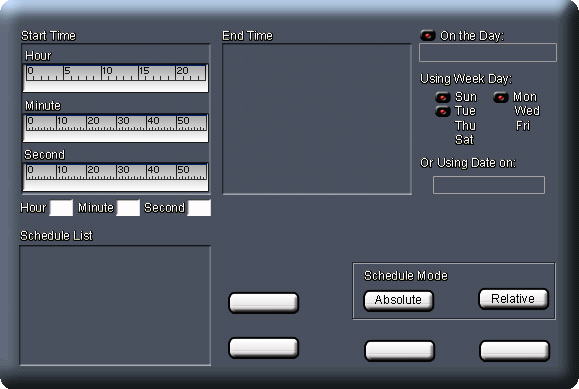 Start Time
Hour
0 5 10 15 20
Minute
0 10 20 30 40 50
Second
0 10 20 30 40 50
Hour Minute Second
End Time
On the Day:
Using Week Day:
Sun Mon
Tue Wed
Thu Fri
Sat
Or Using Date on:
Schedule List
Schedule Mode
Absolute Relative